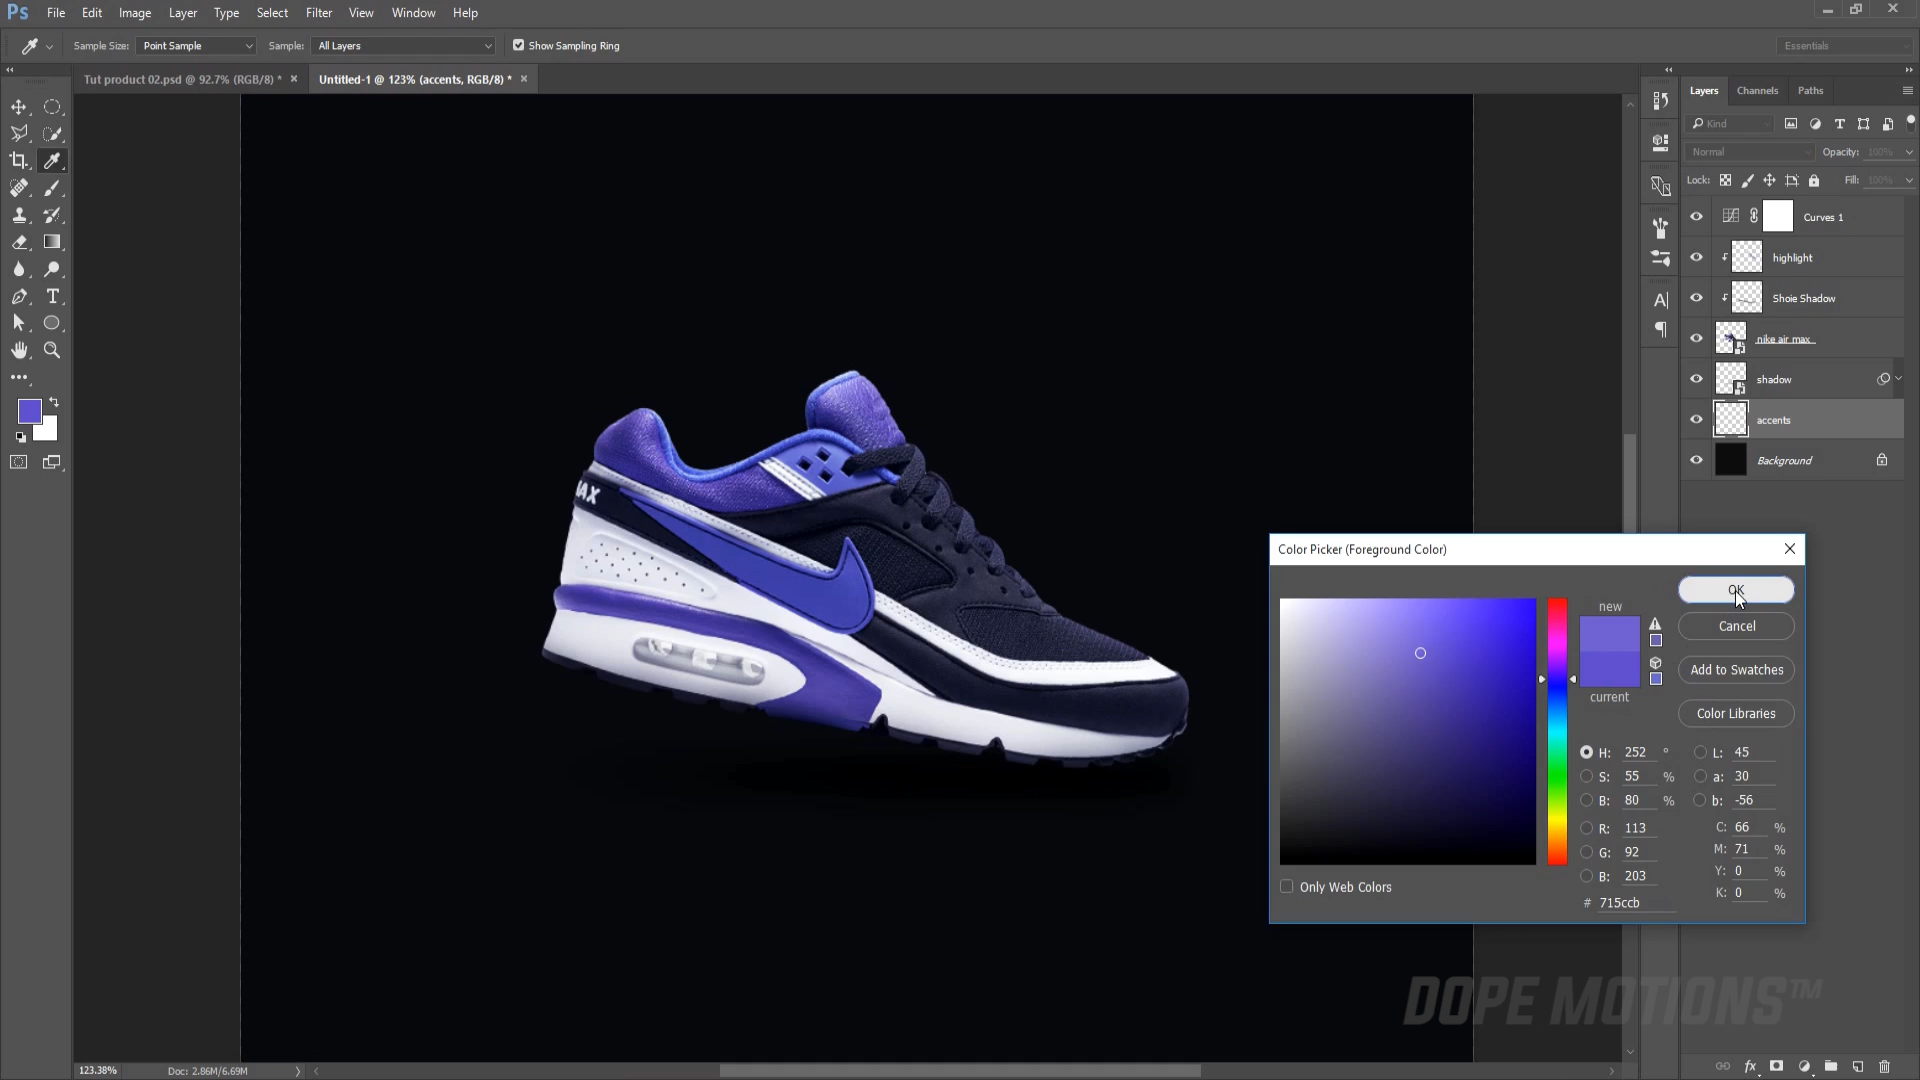 Ps File Edit Image Layer Type Select Filter View Window Help
Sample Size: Point Sample Sample: All Layers Show Sampling Ring Essentials
Tut product 02.psd @ 92.7% (RGB/8) * × Untitled-1 @ 123% (accents, RGB/8) * ×
Layers Channels Paths
Kind
Normal Opacity: 100%
Lock: Fill: 100%
Curves 1
highlight
Shoie Shadow
nike air max
shadow
accents
Background
AX
Color Picker (Foreground Color)
new
current
OK
Cancel
Add to Swatches
Color Libraries
H: 252 ° L: 45
S: 55 % a: 30
B: 80 % b: -56
R: 113 C: 66 %
G: 92 M: 71 %
B: 203 Y: 0 %
K: 0 %
# 715ccb
Only Web Colors
DOPE MOTIONS™
123.38% Doc: 2.86M/6.69M